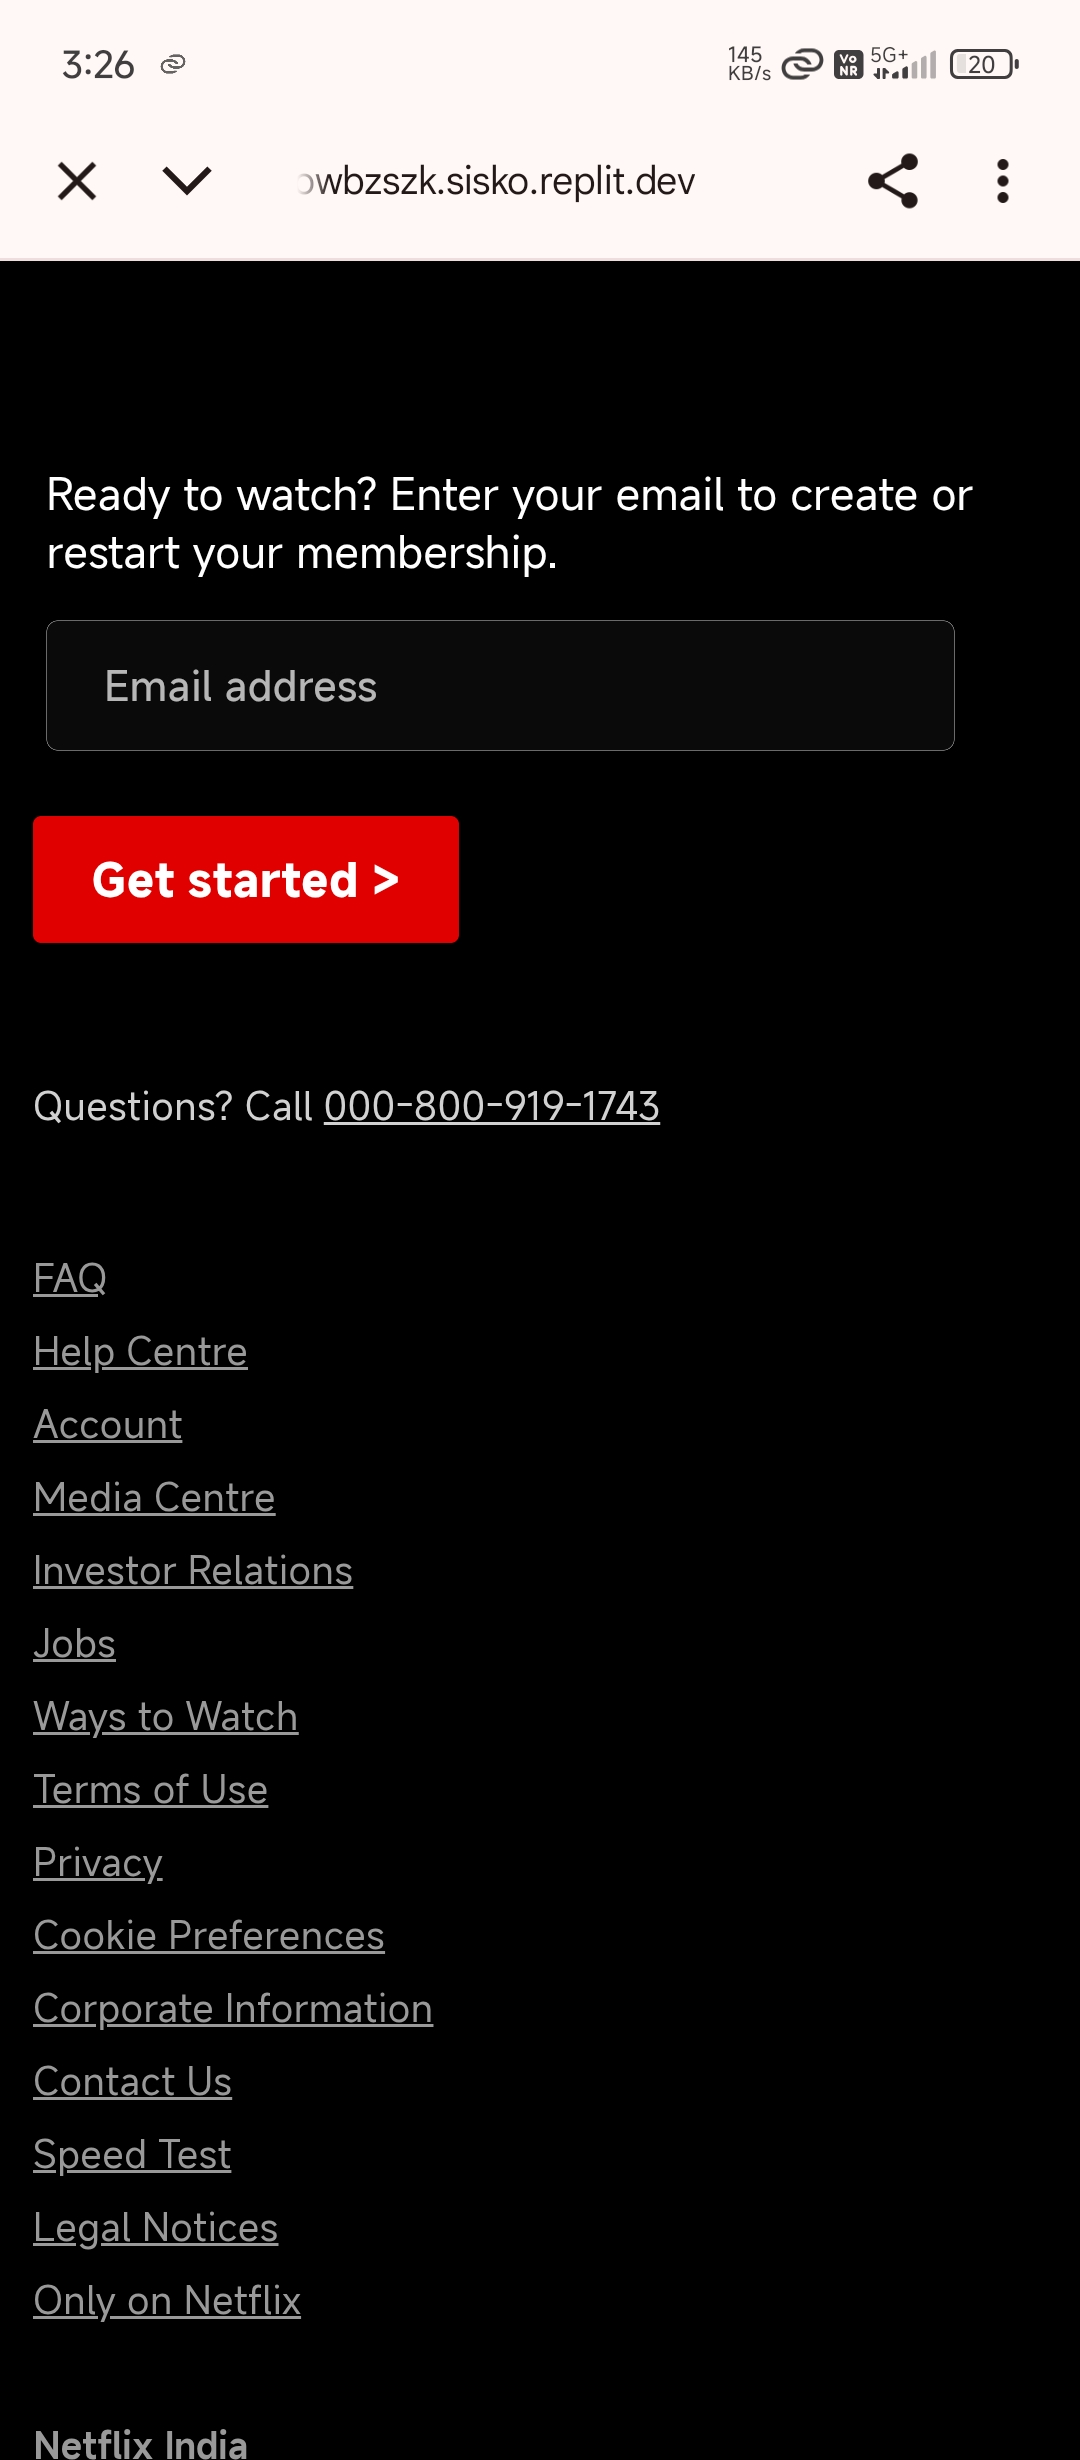 3:26
145
KB/s
Vo
NR
5G+
20
wbzszk.sisko.replit.dev
Ready to watch? Enter your email to create or
restart your membership.
Email address
Get started >
Questions? Call 000-800-919-1743
FAQ
Help Centre
Account
Media Centre
Investor Relations
Jobs
Ways to Watch
Terms of Use
Privacy
Cookie Preferences
Corporate Information
Contact Us
Speed Test
Legal Notices
Only on Netflix
Netflix India